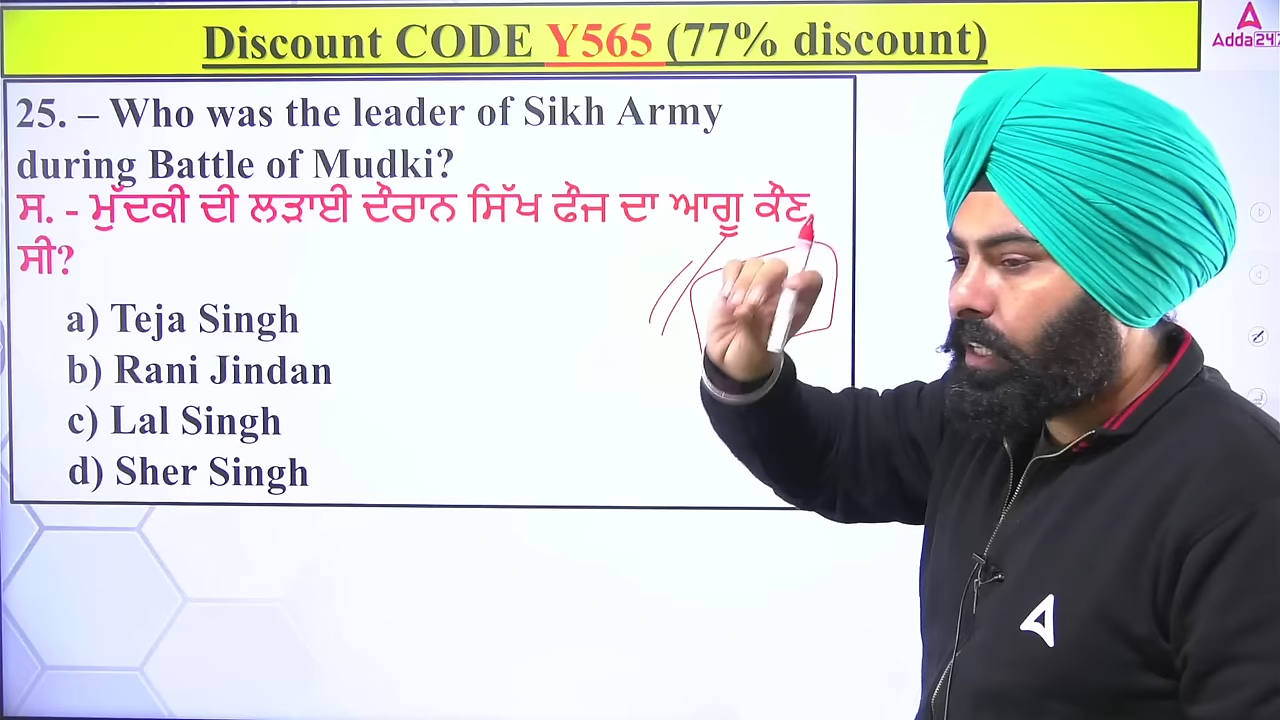 Discount CODE Y565 (77% discount)
Adda247
25. – Who was the leader of Sikh Army
during Battle of Mudki?
ਸ. - ਮੁੱਦਕੀ ਦੀ ਲੜਾਈ ਦੌਰਾਨ ਸਿੱਖ ਫੌਜ ਦਾ ਆਗੂ ਕੌਣ
ਸੀ?
a) Teja Singh
b) Rani Jindan
c) Lal Singh
d) Sher Singh